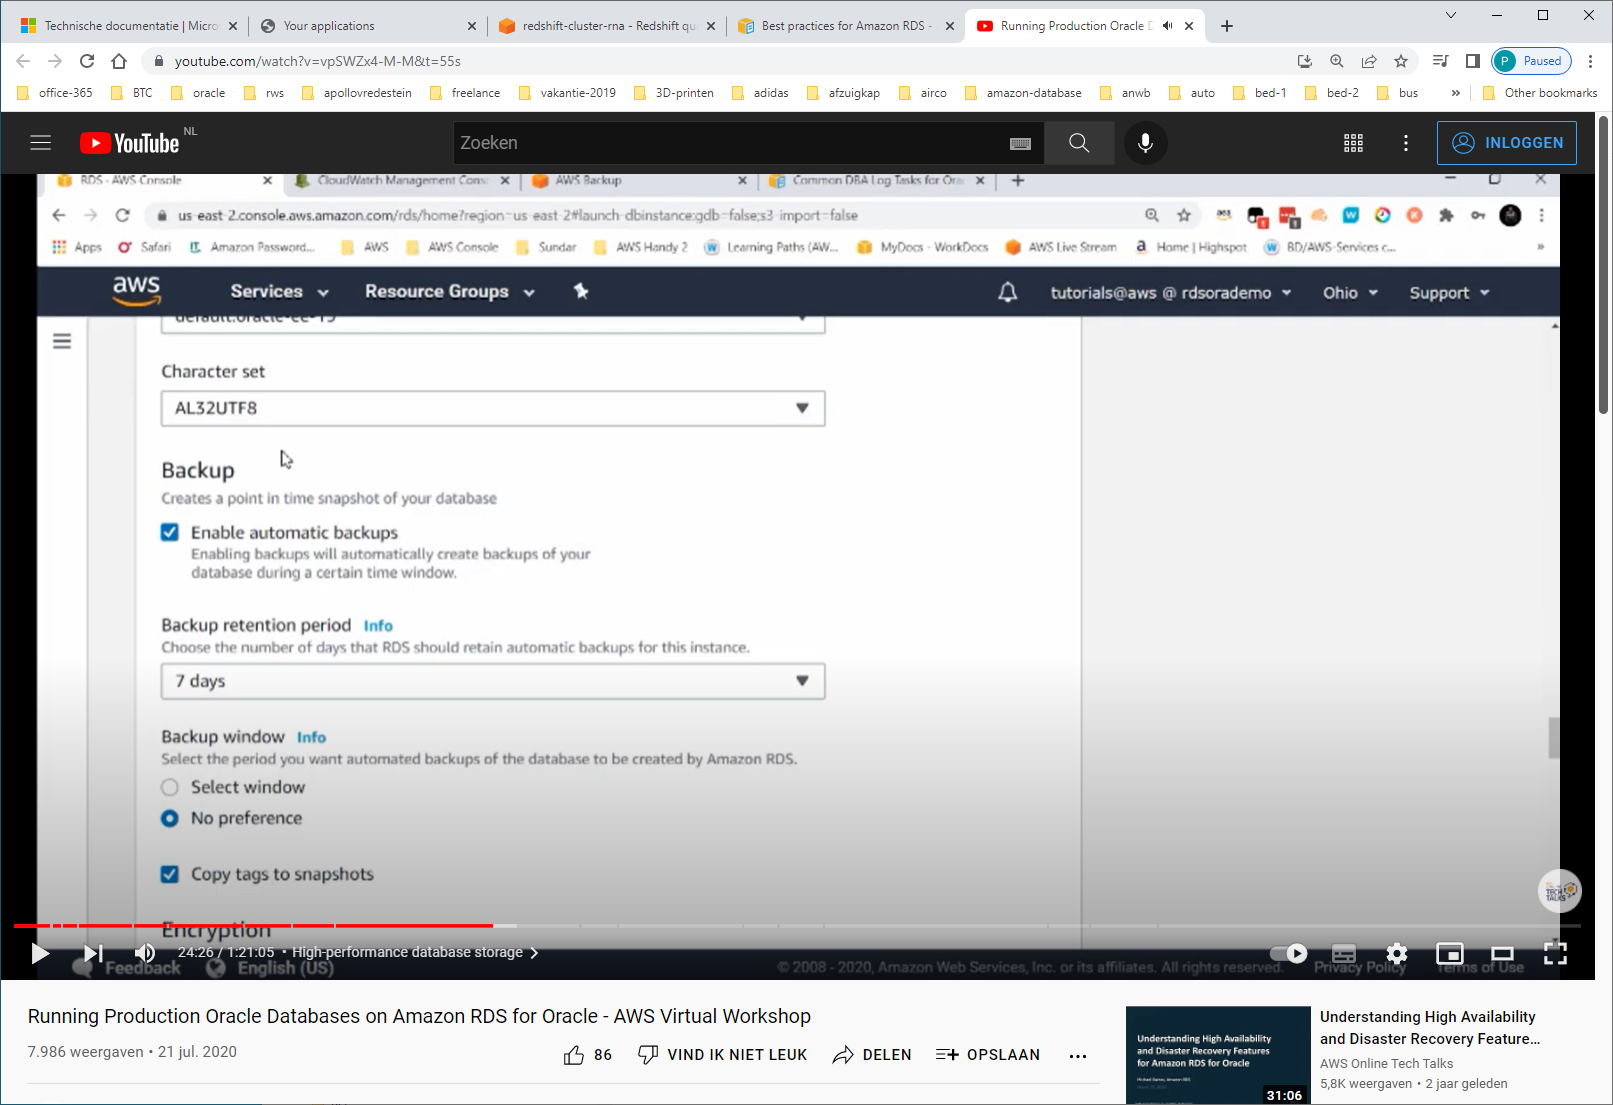 Technische documentatie | Micro
Your applications
redshift-cluster-rna - Redshift qu
Best practices for Amazon RDS -
Running Production Oracle D
youtube.com/watch?v=vpSWZx4-M-M&t=55s
P Paused
office-365 BTC oracle rws apollovredestein freelance vakantie-2019 3D-printen adidas afzuigkap airco amazon-database anwb auto bed-1 bed-2 bus » Other bookmarks
YouTube NL
Zoeken
INLOGGEN
RDS - AWS Console
CloudWatch Management Cons
AWS Backup
Common DBA Log Tasks for Ora
us-east-2.console.aws.amazon.com/rds/home?region=us-east-2#launch-dbinstance:gdb=false;s3-import=false
Apps Safari Amazon Password... AWS AWS Console Sundar AWS Handy 2 Learning Paths (AW... MyDocs - WorkDocs AWS Live Stream a Home | Highspot BD/AWS-Services c... »
aws Services Resource Groups tutorials@aws @ rdsorademo Ohio Support
default:oracle-ee-19
Character set
AL32UTF8
Backup
Creates a point in time snapshot of your database
Enable automatic backups
Enabling backups will automatically create backups of your
database during a certain time window.
Backup retention period Info
Choose the number of days that RDS should retain automatic backups for this instance.
7 days
Backup window Info
Select the period you want automated backups of the database to be created by Amazon RDS.
Select window
No preference
Copy tags to snapshots
TECH
TALKS
Encryption
24:26 / 1:21:05 • High-performance database storage
Feedback English (US) © 2008 - 2020, Amazon Web Services, Inc. or its affiliates. All rights reserved. Privacy Policy Terms of Use
Running Production Oracle Databases on Amazon RDS for Oracle - AWS Virtual Workshop
7.986 weergaven • 21 jul. 2020
86 VIND IK NIET LEUK DELEN OPSLAAN
Understanding High Availability
and Disaster Recovery Features
for Amazon RDS for Oracle
31:06
Understanding High Availability
and Disaster Recovery Feature...
AWS Online Tech Talks
5,8K weergaven • 2 jaar geleden